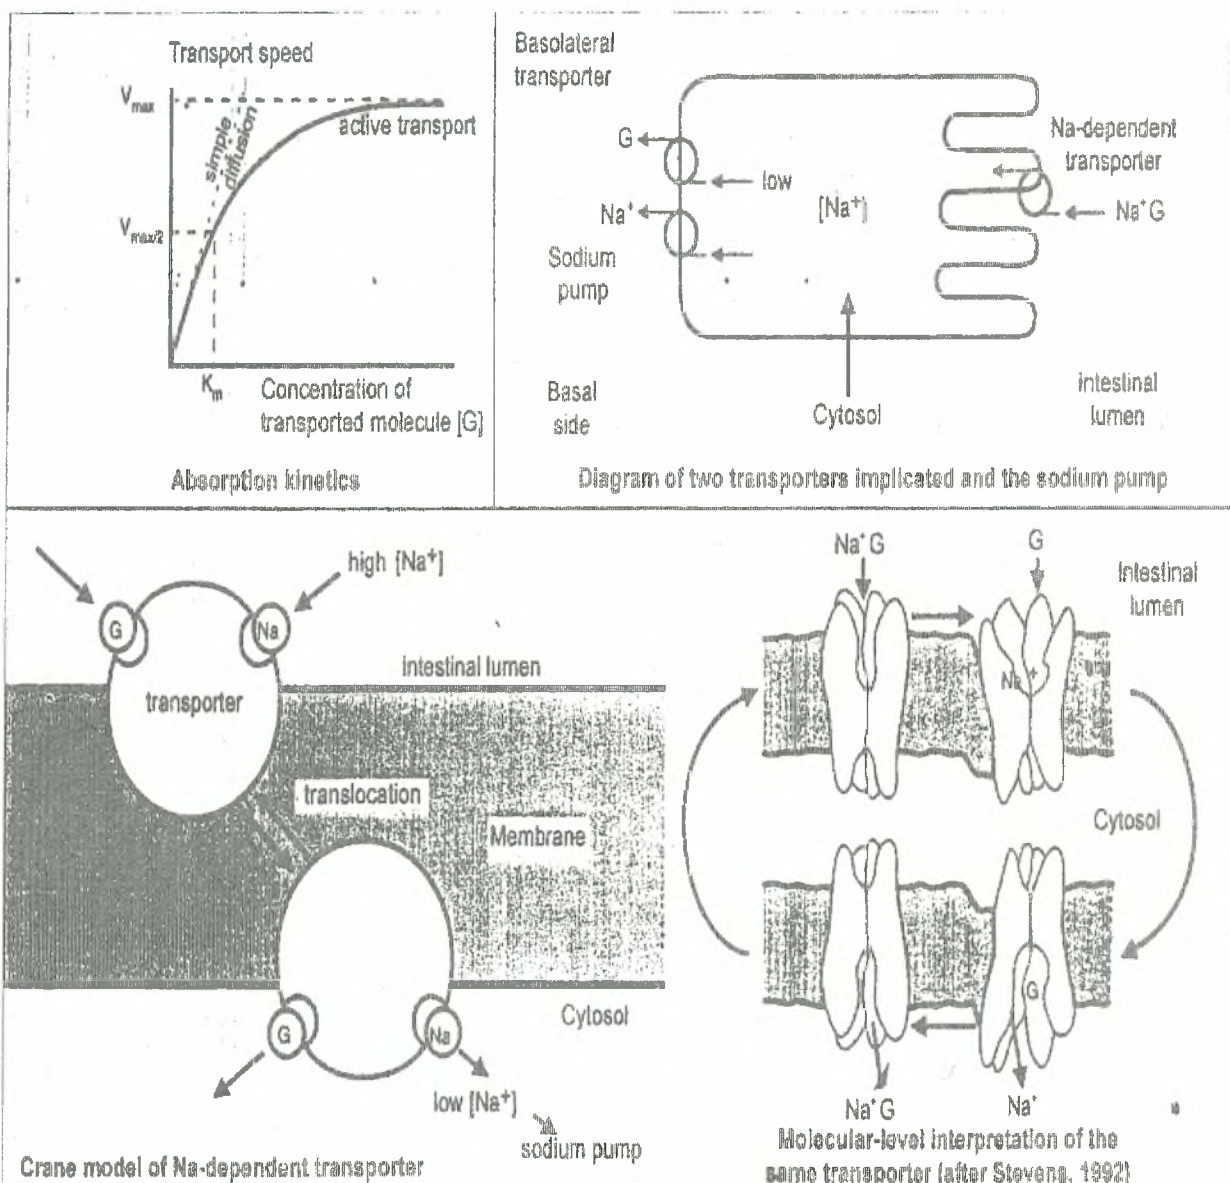 Transport speed
Vmax
simple
diffusion
active transport
Vmax/2
Km
Concentration of
transported molecule [G]
Absorption kinetics
Basolateral
transporter
G
low
[Na+]
Na+
Sodium
pump
Na-dependent
transporter
Na+G
Basal
side
Cytosol
intestinal
lumen
Diagram of two transporters implicated and the sodium pump
high [Na+]
G
Na
transporter
intestinal lumen
translocation
Membrane
G
Na
Cytosol
low [Na+]
sodium pump
Crane model of Na-dependent transporter
Na+G
G
Intestinal
lumen
Na+
Cytosol
G
Na+G
Na+
Molecular-level interpretation of the
same transporter (after Stevens, 1992)